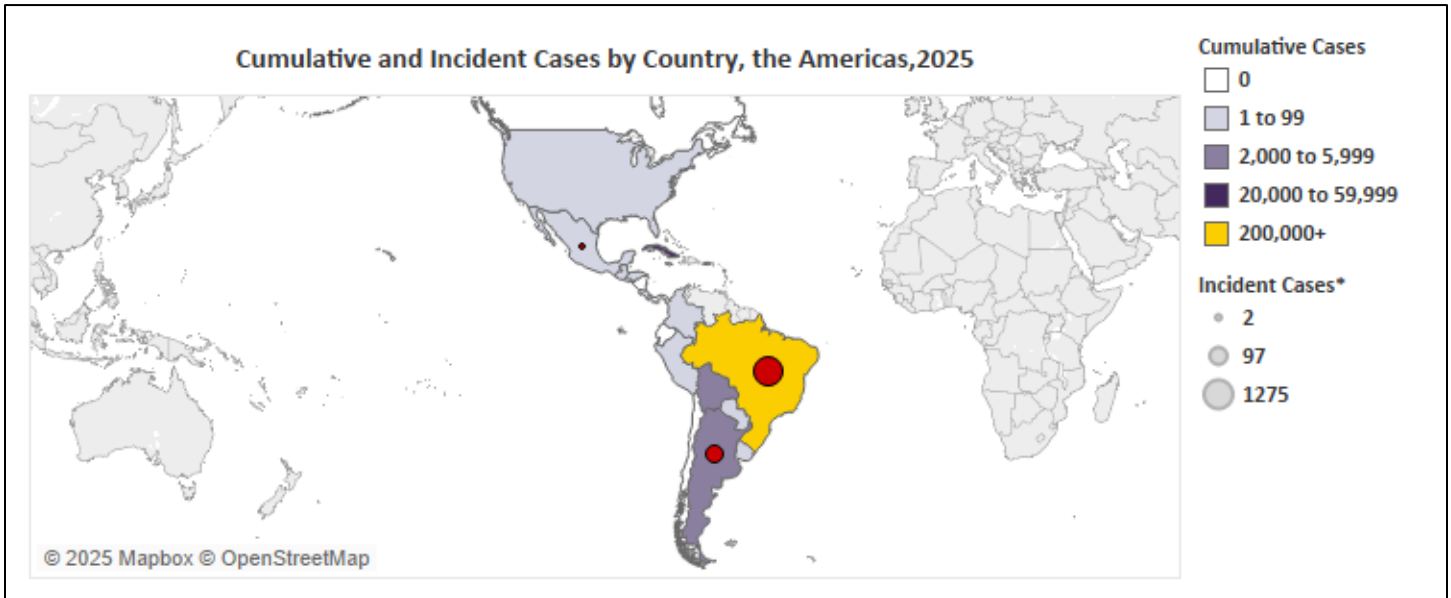 Cumulative and Incident Cases by Country, the Americas,2025
Cumulative Cases
0
1 to 99
2,000 to 5,999
20,000 to 59,999
200,000+
Incident Cases*
2
97
1275
© 2025 Mapbox © OpenStreetMap